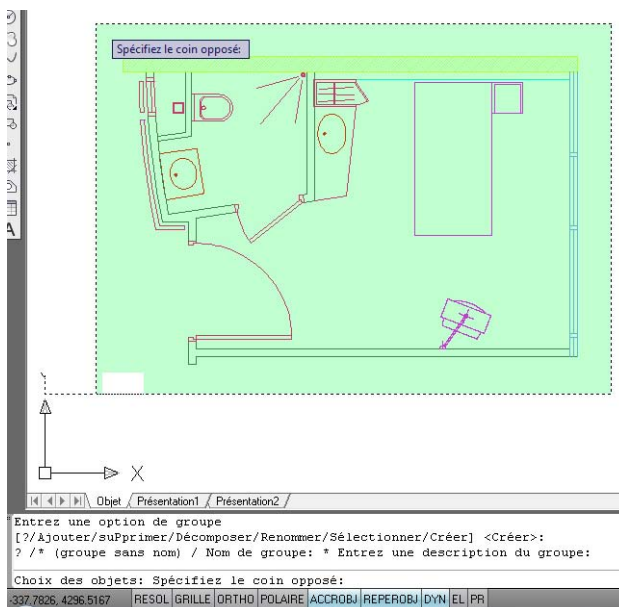 Spécifiez le coin opposé:
A
X
Objet
Présentation1
Présentation2
Entrez une option de groupe
[?/Ajouter/suPprimer/Décomposer/Renommer/Sélectionner/Créer] <Créer>:
? /* (groupe sans nom) / Nom de groupe: * Entrez une description du groupe:
Choix des objets: Spécifiez le coin opposé:
-337.7826, 4296.5167 RESOL GRILLE ORTHO POLAIRE ACCROBJ REPEROBJ DYN EL PR